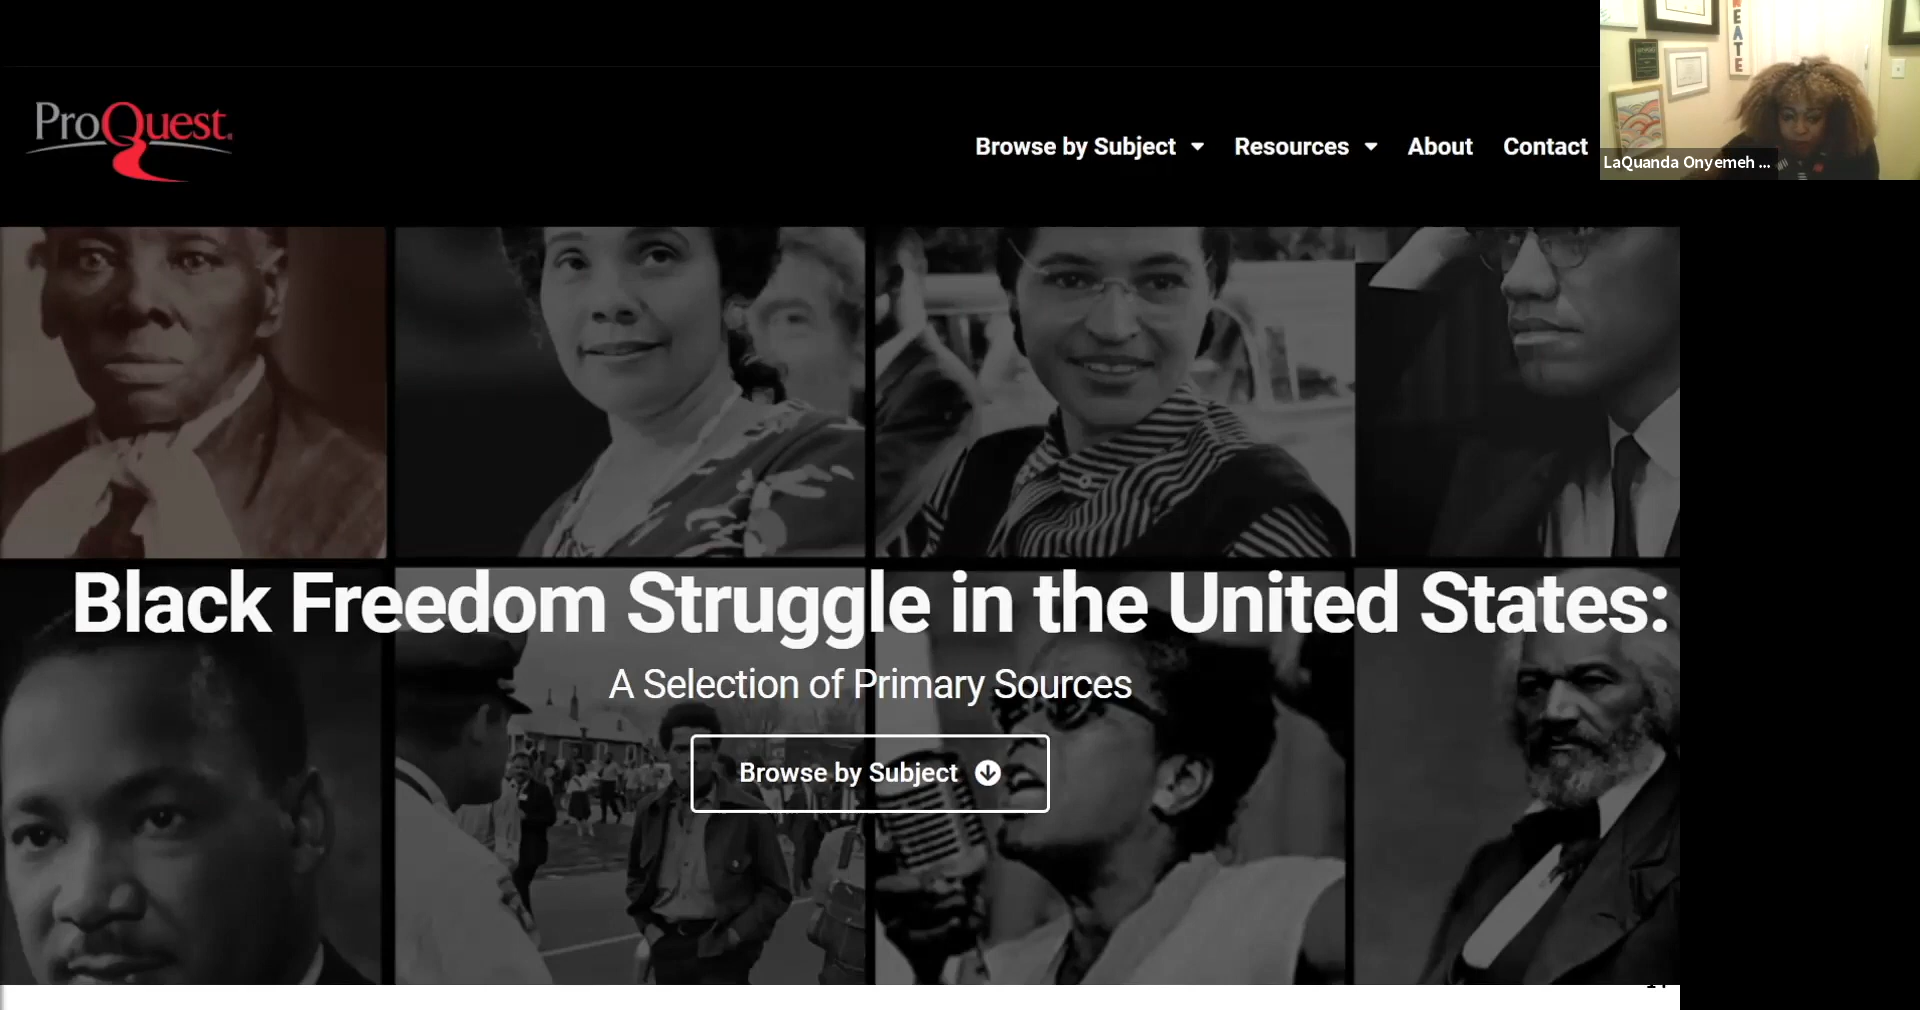 ProQuest
Browse by Subject
Resources
About
Contact
EATE
LaQuanda Onyemeh ...
Black Freedom Struggle in the United States:
A Selection of Primary Sources
Browse by Subject